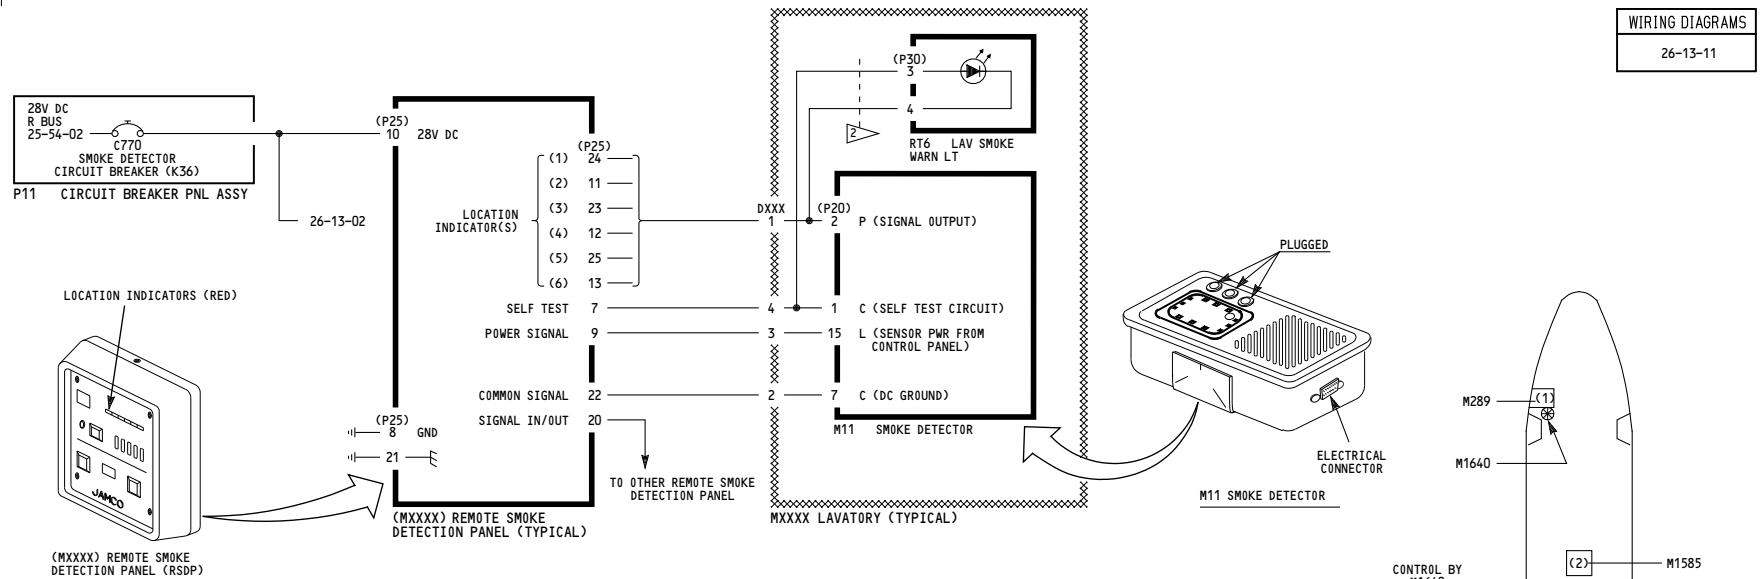 WIRING DIAGRAMS
26-13-11
28V DC
R BUS
25-54-02
C770
SMOKE DETECTOR
CIRCUIT BREAKER (K36)
P11 CIRCUIT BREAKER PNL ASSY
26-13-02
(P25)
10 28V DC
(P25)
LOCATION
INDICATOR(S)
(1) 24
(2) 11
(3) 23
(4) 12
(5) 25
(6) 13
SELF TEST 7
POWER SIGNAL 9
COMMON SIGNAL 22
SIGNAL IN/OUT 20
(P25)
8 GND
21
TO OTHER REMOTE SMOKE
DETECTION PANEL
(MXXXX) REMOTE SMOKE
DETECTION PANEL (TYPICAL)
LOCATION INDICATORS (RED)
JAMCO
(MXXXX) REMOTE SMOKE
DETECTION PANEL (RSDP)
(P30)
3
4
2
RT6 LAV SMOKE
WARN LT
DXXX
1
4
3
2
(P20)
2 P (SIGNAL OUTPUT)
1 C (SELF TEST CIRCUIT)
15 L (SENSOR PWR FROM
CONTROL PANEL)
7 C (DC GROUND)
M11 SMOKE DETECTOR
MXXXX LAVATORY (TYPICAL)
PLUGGED
ELECTRICAL
CONNECTOR
M11 SMOKE DETECTOR
M289
(1)
M1640
(2)
M1585
CONTROL BY